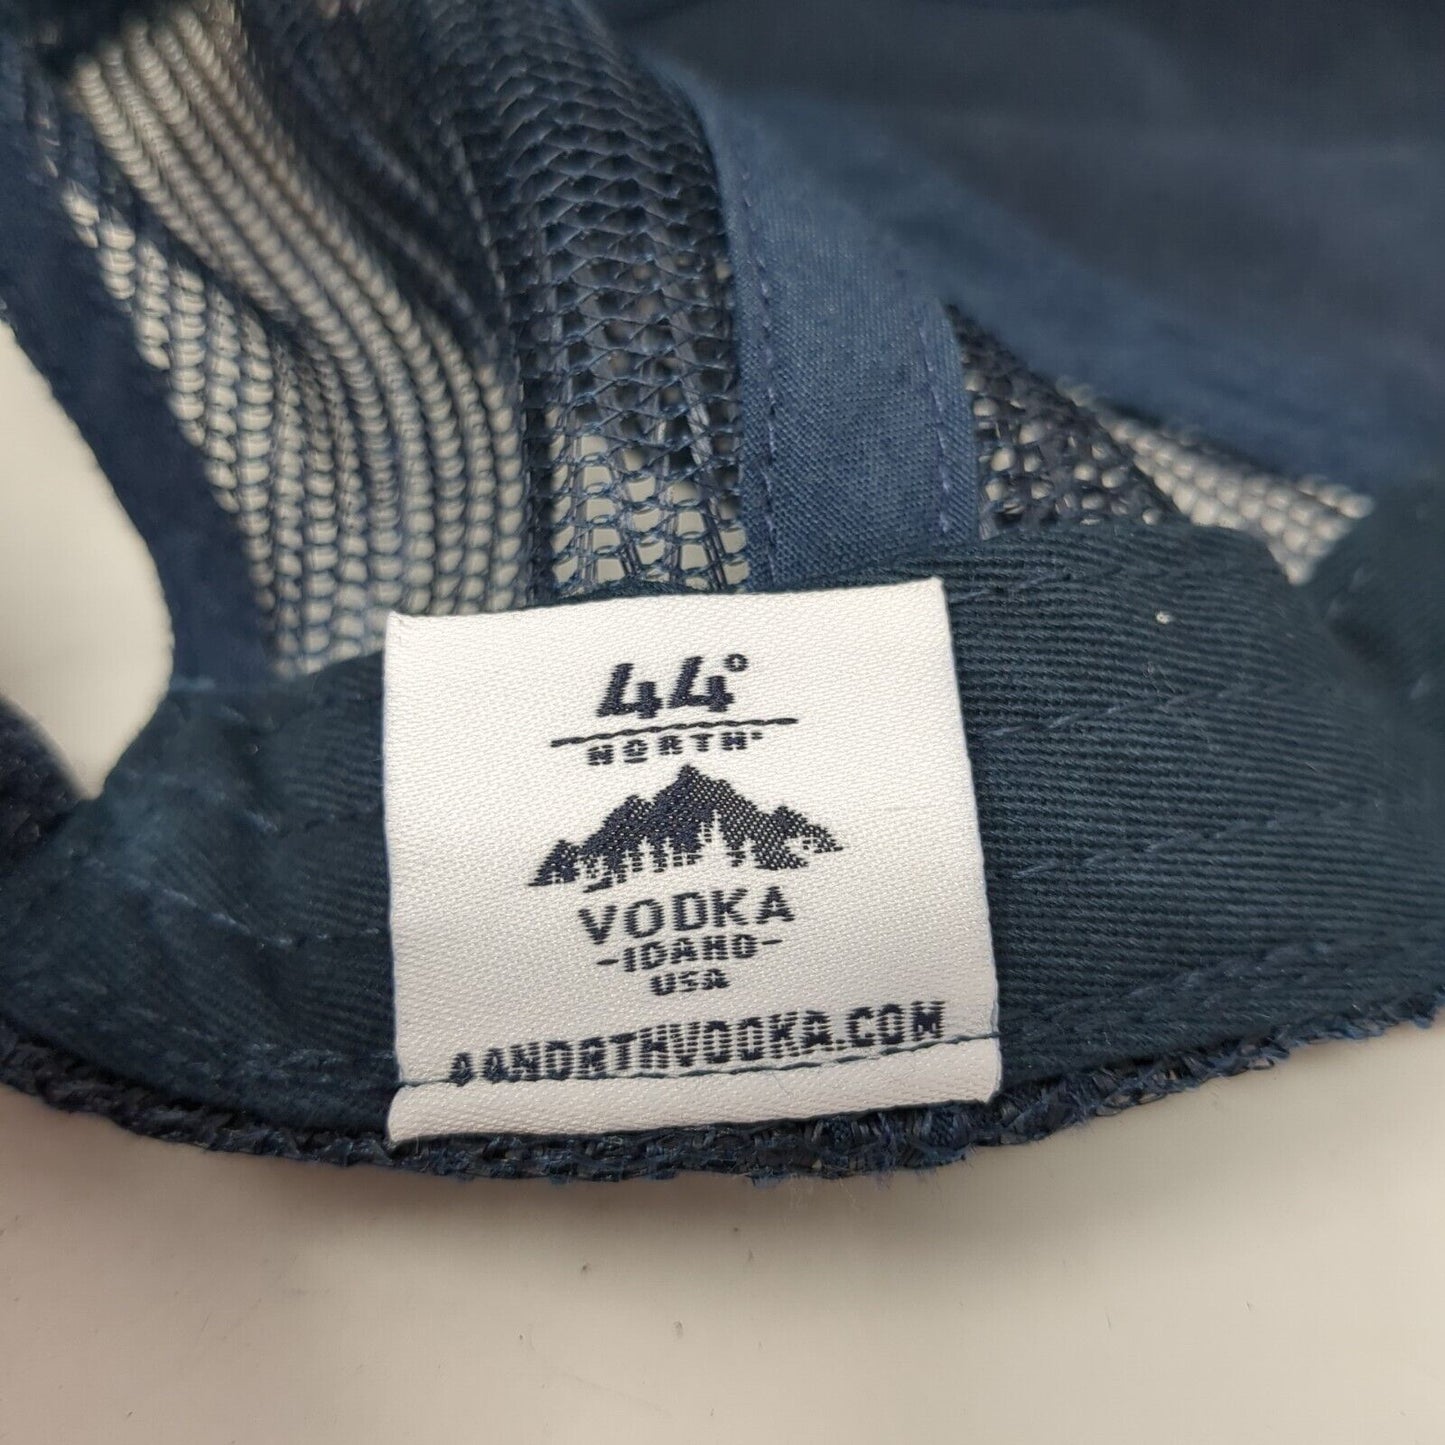 44°
NORTH
VODKA
-IDAHO-
USA
44NORTHVODKA.COM